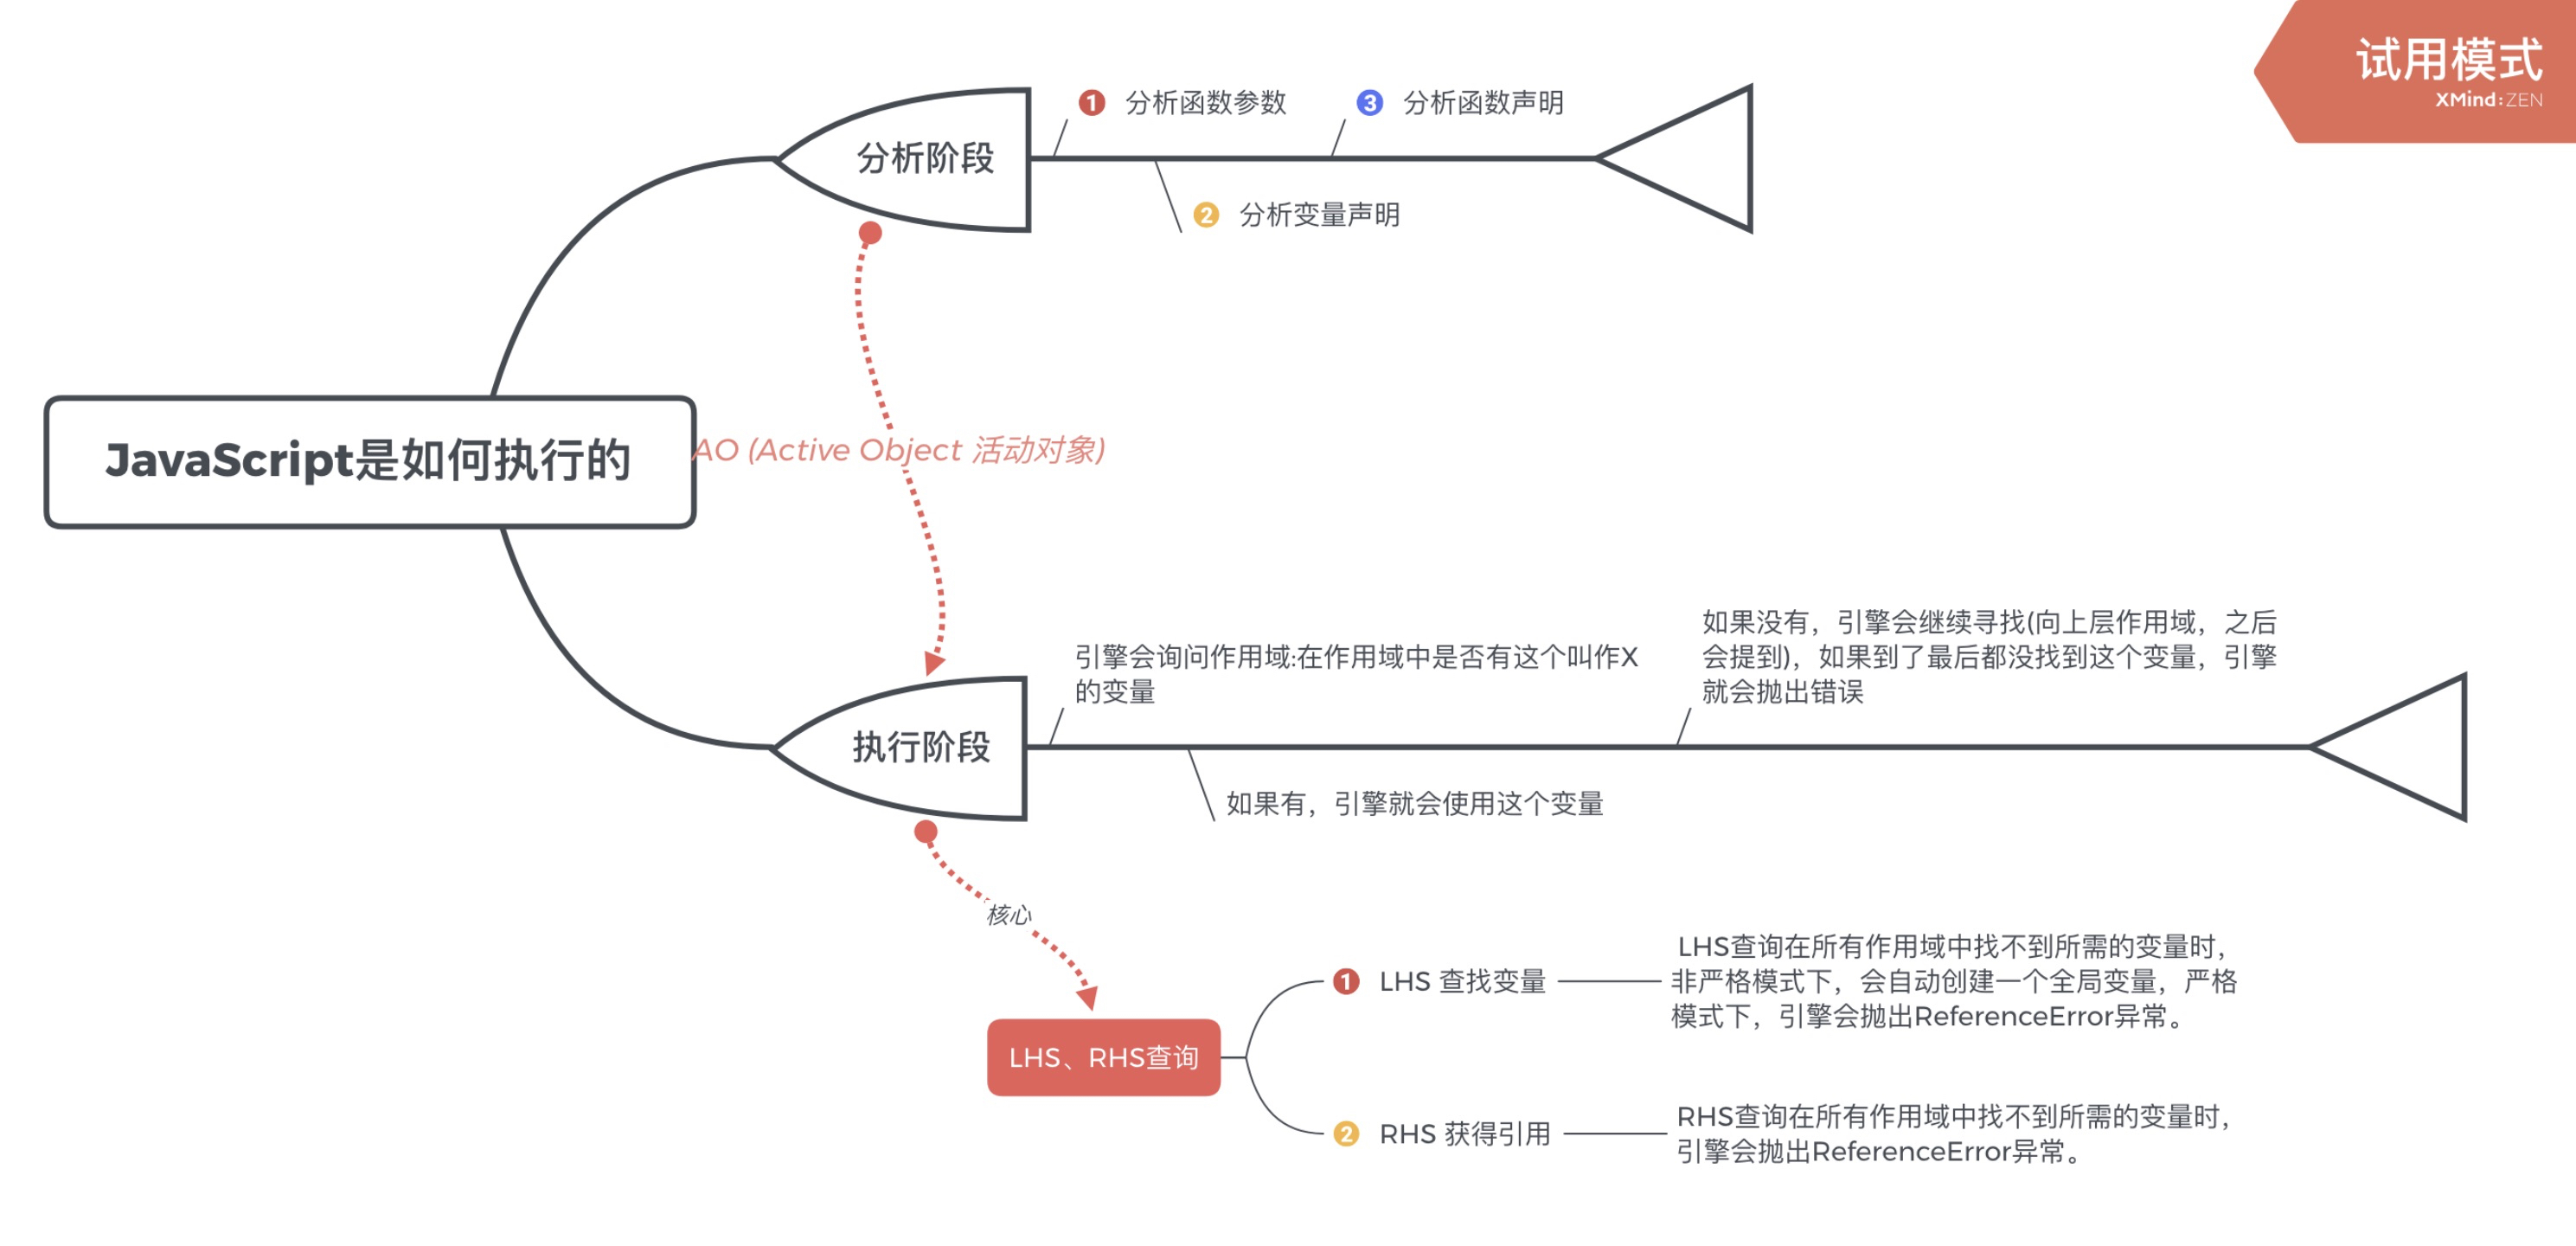 试用模式
XMind:ZEN
1 分析函数参数
3 分析函数声明
分析阶段
2 分析变量声明
JavaScript是如何执行的
AO (Active Object 活动对象)
引擎会询问作用域:在作用域中是否有这个叫作X
的变量
如果没有，引擎会继续寻找(向上层作用域，之后
会提到)，如果到了最后都没找到这个变量，引擎
就会抛出错误
执行阶段
如果有，引擎就会使用这个变量
核心
LHS、RHS查询
1 LHS 查找变量
LHS查询在所有作用域中找不到所需的变量时，
非严格模式下，会自动创建一个全局变量，严格
模式下，引擎会抛出ReferenceError异常。
2 RHS 获得引用
RHS查询在所有作用域中找不到所需的变量时，
引擎会抛出ReferenceError异常。